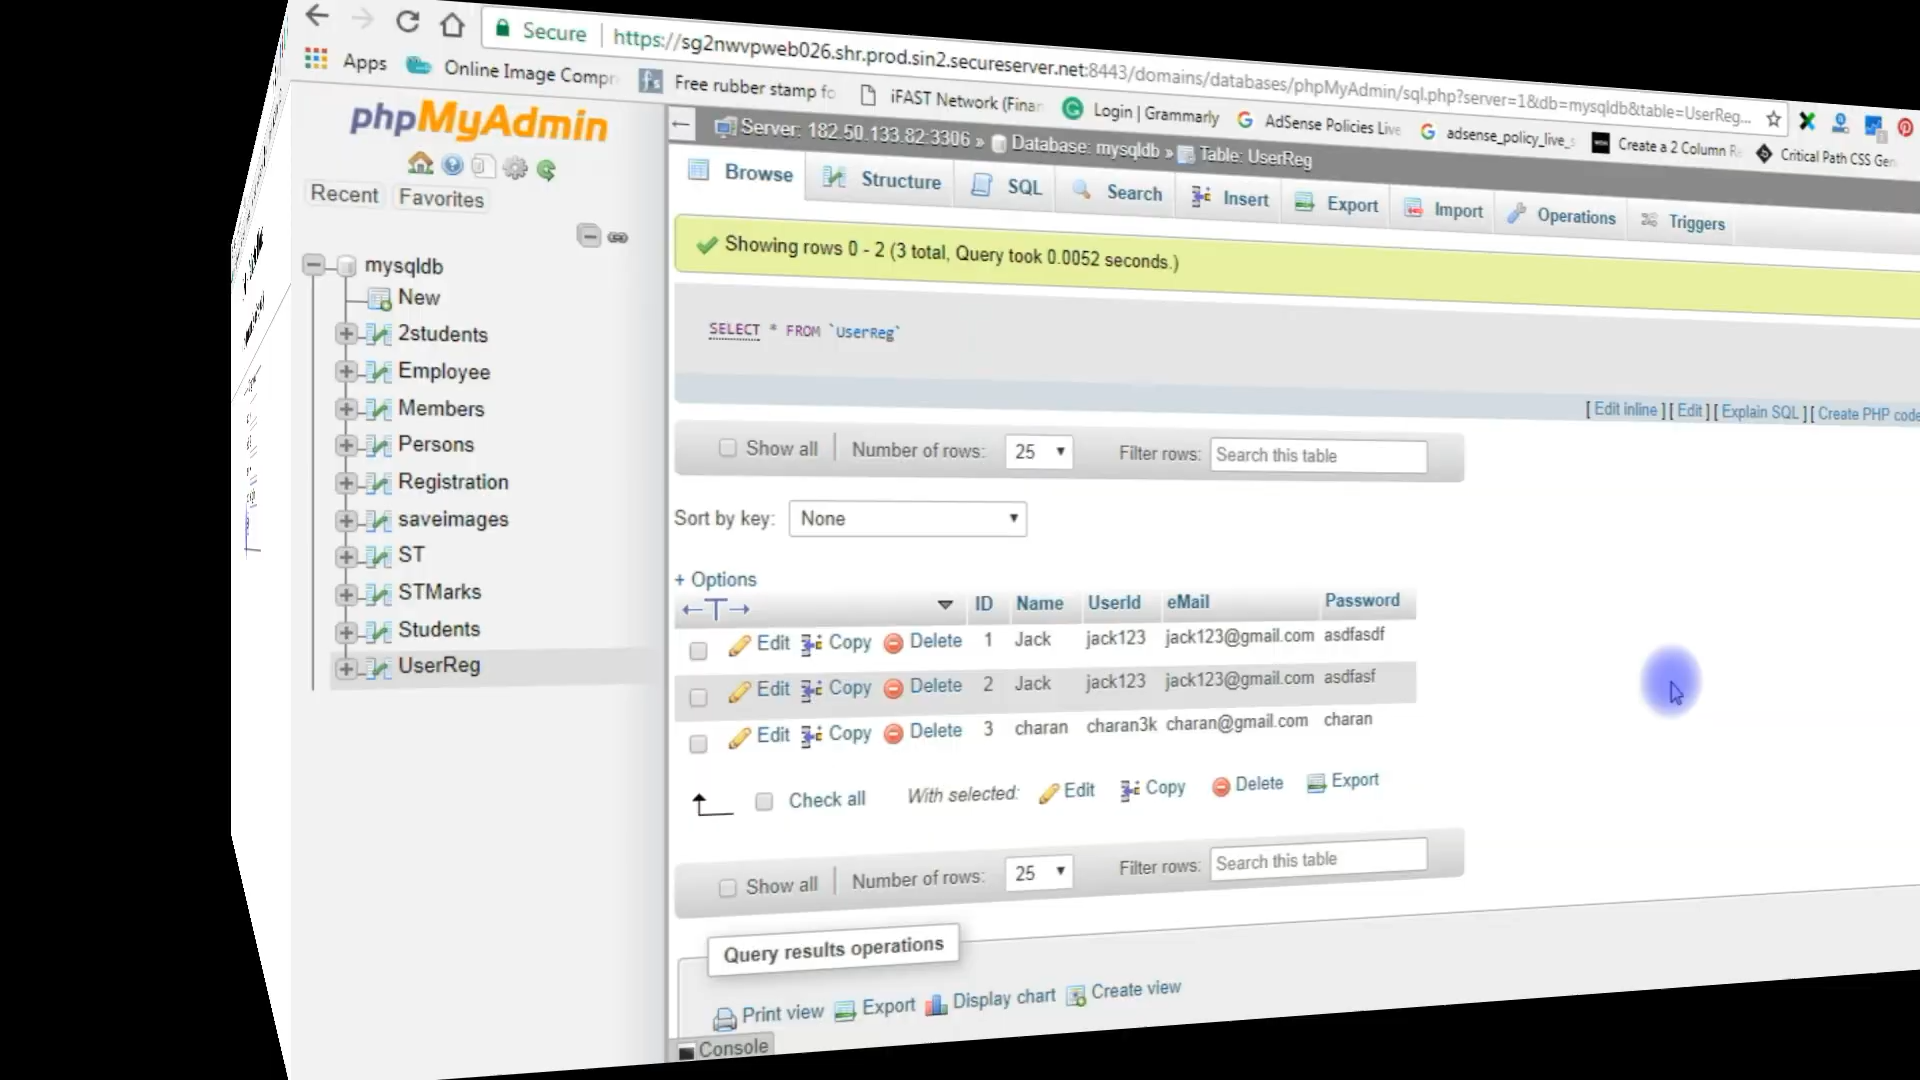 Secure https://sg2nwvpweb026.shr.prod.sin2.secureserver.net:8443/domains/databases/phpMyAdmin/sql.php?server=1&db=mysqldb&table=UserReg...
Apps Online Image Compr Free rubber stamp fo iFAST Network (Finar Login | Grammarly AdSense Policies Live adsense_policy_live_s Create a 2 Column Re Critical Path CSS Gen
phpMyAdmin
Recent Favorites
mysqldb
New
2students
Employee
Members
Persons
Registration
saveimages
ST
STMarks
Students
UserReg
Server: 182.50.133.82:3306 » Database: mysqldb » Table: UserReg
Browse Structure SQL Search Insert Export Import Operations Triggers
Showing rows 0 - 2 (3 total, Query took 0.0052 seconds.)
SELECT * FROM `UserReg`
[ Edit inline ] [ Edit ] [ Explain SQL ] [ Create PHP code
Show all Number of rows: 25 Filter rows: Search this table
Sort by key: None
+ Options
ID Name UserId eMail Password
Edit Copy Delete 1 Jack jack123 jack123@gmail.com asdfasdf
Edit Copy Delete 2 Jack jack123 jack123@gmail.com asdfasf
Edit Copy Delete 3 charan charan3k charan@gmail.com charan
Check all With selected: Edit Copy Delete Export
Show all Number of rows: 25 Filter rows: Search this table
Query results operations
Print view Export Display chart Create view
Console